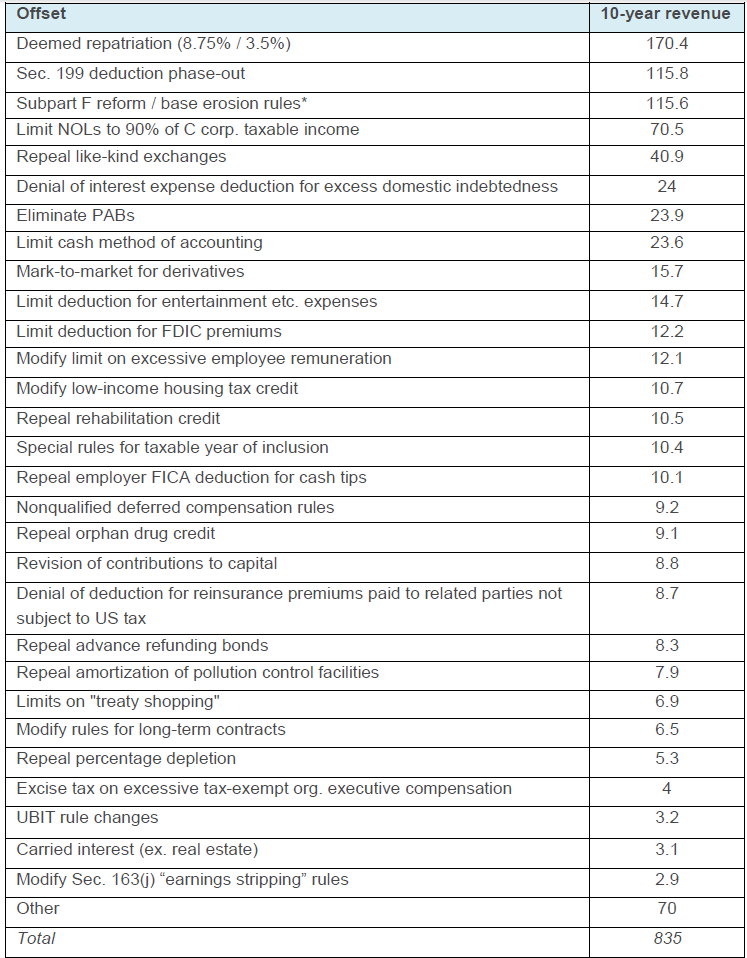 Offset 10-year revenue
Deemed repatriation (8.75% / 3.5%) 170.4
Sec. 199 deduction phase-out 115.8
Subpart F reform / base erosion rules* 115.6
Limit NOLs to 90% of C corp. taxable income 70.5
Repeal like-kind exchanges 40.9
Denial of interest expense deduction for excess domestic indebtedness 24
Eliminate PABs 23.9
Limit cash method of accounting 23.6
Mark-to-market for derivatives 15.7
Limit deduction for entertainment etc. expenses 14.7
Limit deduction for FDIC premiums 12.2
Modify limit on excessive employee remuneration 12.1
Modify low-income housing tax credit 10.7
Repeal rehabilitation credit 10.5
Special rules for taxable year of inclusion 10.4
Repeal employer FICA deduction for cash tips 10.1
Nonqualified deferred compensation rules 9.2
Repeal orphan drug credit 9.1
Revision of contributions to capital 8.8
Denial of deduction for reinsurance premiums paid to related parties not 8.7
subject to US tax
Repeal advance refunding bonds 8.3
Repeal amortization of pollution control facilities 7.9
Limits on "treaty shopping" 6.9
Modify rules for long-term contracts 6.5
Repeal percentage depletion 5.3
Excise tax on excessive tax-exempt org. executive compensation 4
UBIT rule changes 3.2
Carried interest (ex. real estate) 3.1
Modify Sec. 163(j) “earnings stripping” rules 2.9
Other 70
Total 835